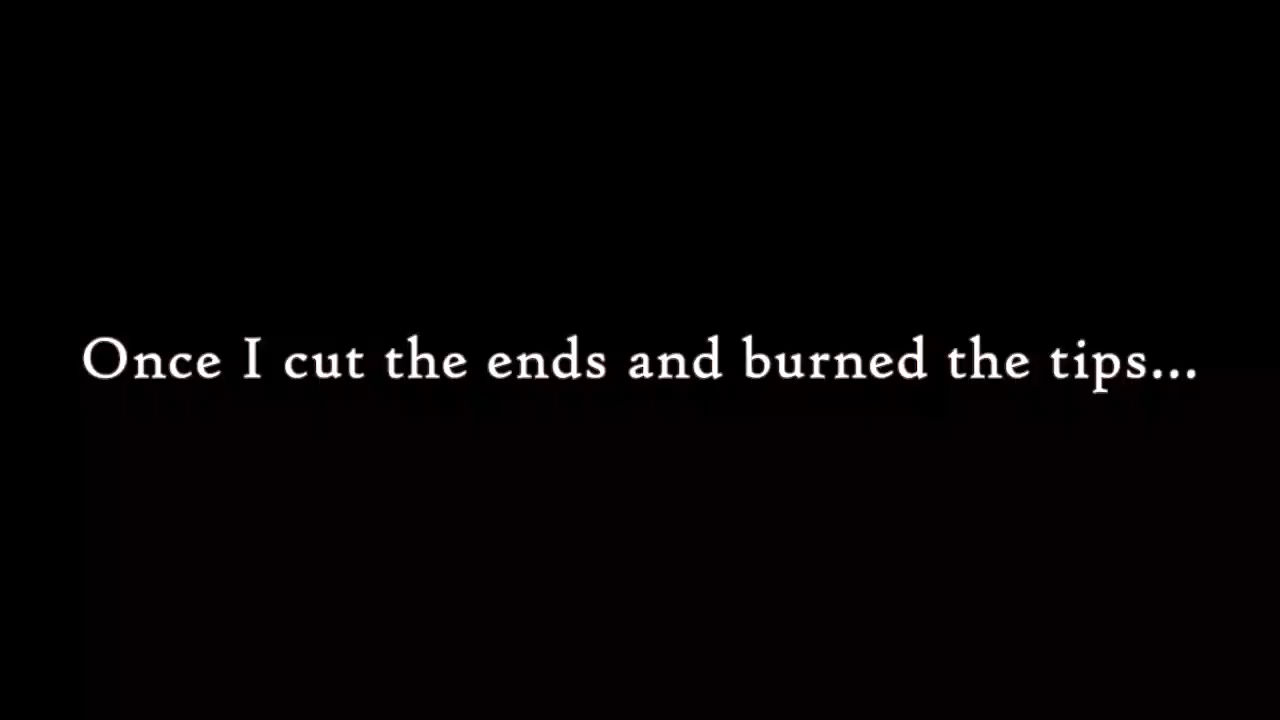 Once I cut the ends and burned the tips...